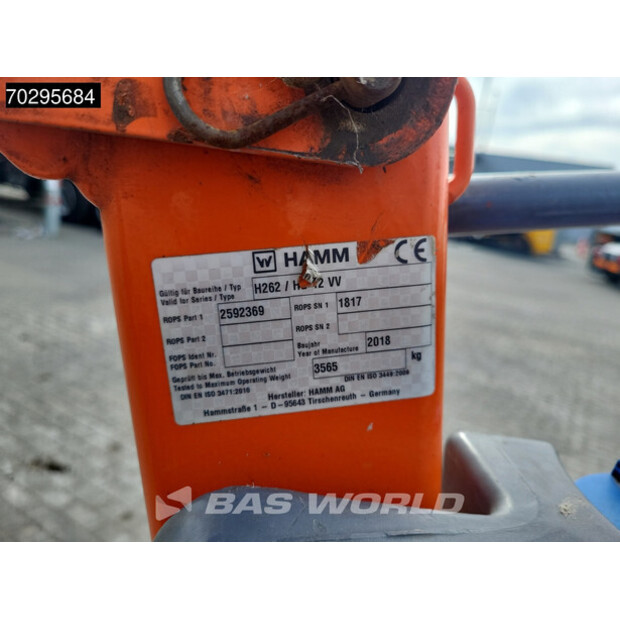 70295684
HAMM CE
Gültig für Baureihe / Typ
Valid for Series / Type
H262 / VV
ROPS Part 1 2592369 ROPS SN 1 1817
ROPS Part 2 ROPS SN 2
FOPS Ident Nr.
FOPS Part No.
Baujahr
Year of Manufacture 2018
Geprüft bis Max. Betriebsgewicht
Tested to Maximum Operating Weight 3565 kg
DIN EN ISO 3471:2010 DIN EN ISO 3449:2008
Hersteller: HAMM AG
Hammstraße 1 - D-95643 Tirschenreuth - Germany
BAS WORLD